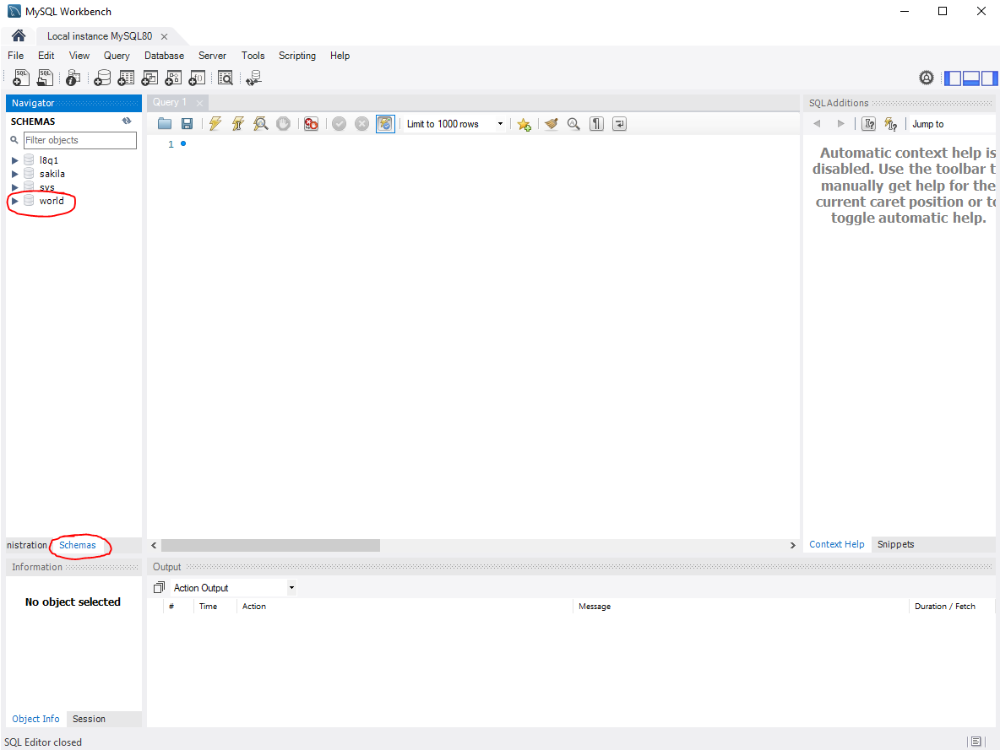 MySQL Workbench
Local instance MySQL80
File Edit View Query Database Server Tools Scripting Help
Navigator
SCHEMAS
Filter objects
l8q1
sakila
sys
world
nistration Schemas
Information
No object selected
Object Info Session
Query 1
Limit to 1000 rows
1
SQLAdditions
Jump to
Automatic context help is
disabled. Use the toolbar t
manually get help for the
current caret position or to
toggle automatic help.
Context Help Snippets
Output
Action Output
# Time Action Message Duration / Fetch
SQL Editor closed